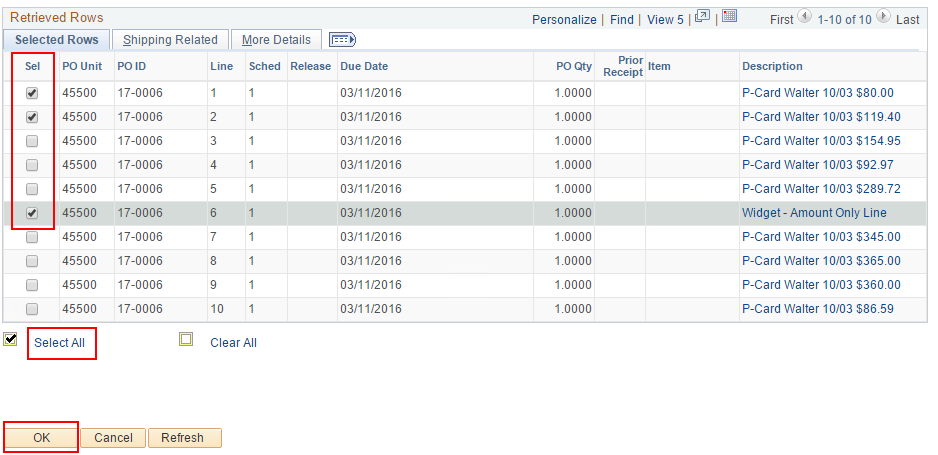 Retrieved Rows Personalize | Find | View 5 | | First 1-10 of 10 Last
Selected Rows Shipping Related More Details
Sel PO Unit PO ID Line Sched Release Due Date PO Qty Prior Receipt Item Description
45500 17-0006 1 1 03/11/2016 1.0000 P-Card Walter 10/03 $80.00
45500 17-0006 2 1 03/11/2016 1.0000 P-Card Walter 10/03 $119.40
45500 17-0006 3 1 03/11/2016 1.0000 P-Card Walter 10/03 $154.95
45500 17-0006 4 1 03/11/2016 1.0000 P-Card Walter 10/03 $92.97
45500 17-0006 5 1 03/11/2016 1.0000 P-Card Walter 10/03 $289.72
45500 17-0006 6 1 03/11/2016 1.0000 Widget - Amount Only Line
45500 17-0006 7 1 03/11/2016 1.0000 P-Card Walter 10/03 $345.00
45500 17-0006 8 1 03/11/2016 1.0000 P-Card Walter 10/03 $365.00
45500 17-0006 9 1 03/11/2016 1.0000 P-Card Walter 10/03 $360.00
45500 17-0006 10 1 03/11/2016 1.0000 P-Card Walter 10/03 $86.59
Select All Clear All
OK Cancel Refresh